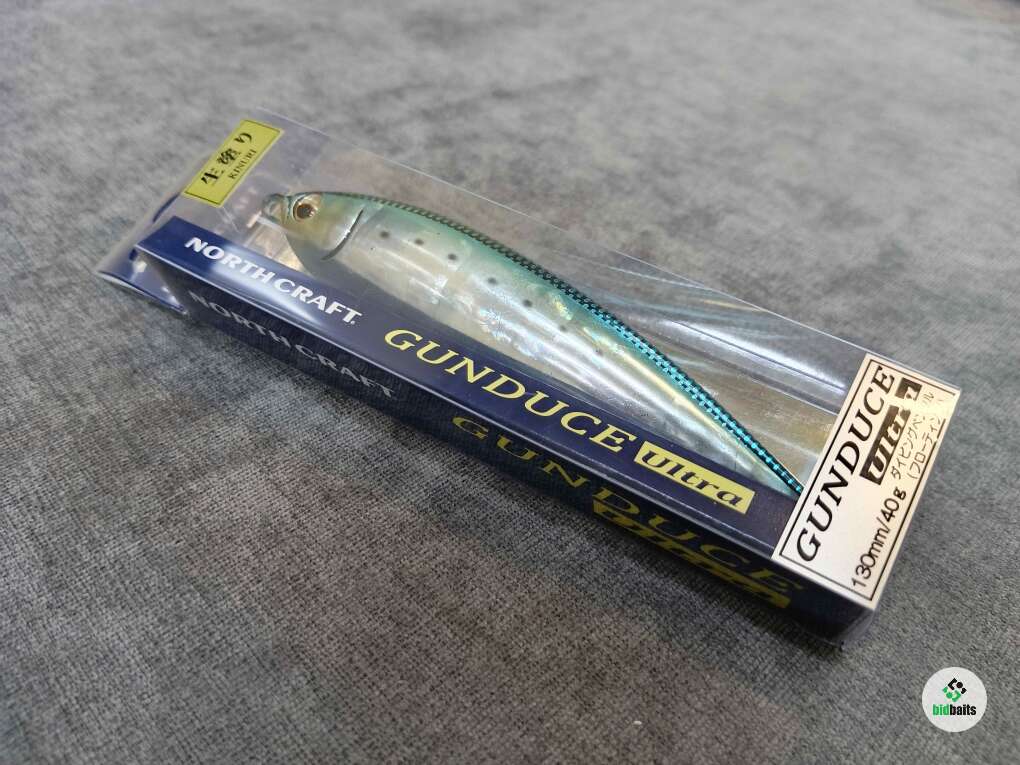 生塗り
KINURI
NORTH CRAFT®
GUNDUCE
Ultra
NORTH CRAFT
GUNDUCE
Ultra
GUNDUCE
Ultra
130mm/40g ダイビングペンシル
(フローティング)
bidbaits